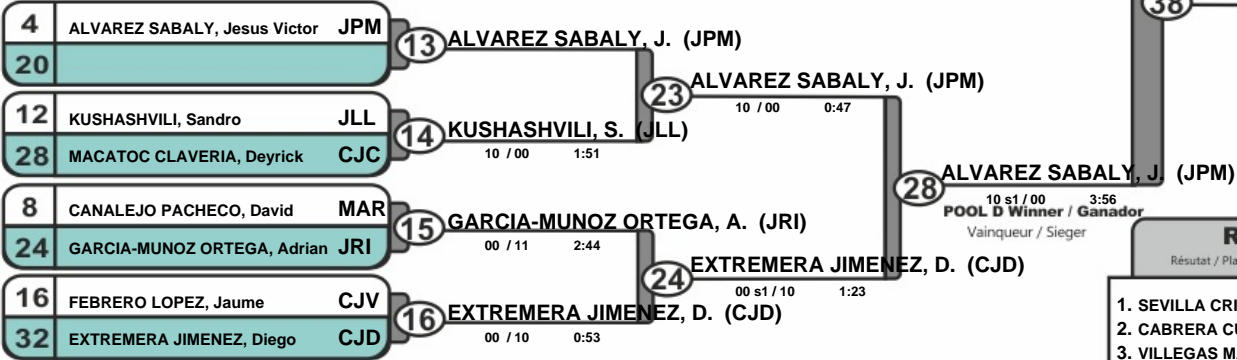 38
4 ALVAREZ SABALY, Jesus Victor JPM
20
13 ALVAREZ SABALY, J. (JPM)
12 KUSHASHVILI, Sandro JLL
28 MACATOC CLAVERIA, Deyrick CJC
14 KUSHASHVILI, S. (JLL)
10 / 00 1:51
23 ALVAREZ SABALY, J. (JPM)
10 / 00 0:47
8 CANALEJO PACHECO, David MAR
24 GARCIA-MUNOZ ORTEGA, Adrian JRI
15 GARCIA-MUNOZ ORTEGA, A. (JRI)
00 / 11 2:44
16 FEBRERO LOPEZ, Jaume CJV
32 EXTREMERA JIMENEZ, Diego CJD
16 EXTREMERA JIMENEZ, D. (CJD)
00 / 10 0:53
24 EXTREMERA JIMENEZ, D. (CJD)
00 s1 / 10 1:23
28 ALVAREZ SABALY, J. (JPM)
10 s1 / 00 3:56
POOL D Winner / Ganador
Vainqueur / Sieger
R
Résutat / Pla
1. SEVILLA CRI
2. CABRERA CU
3. VILLEGAS M